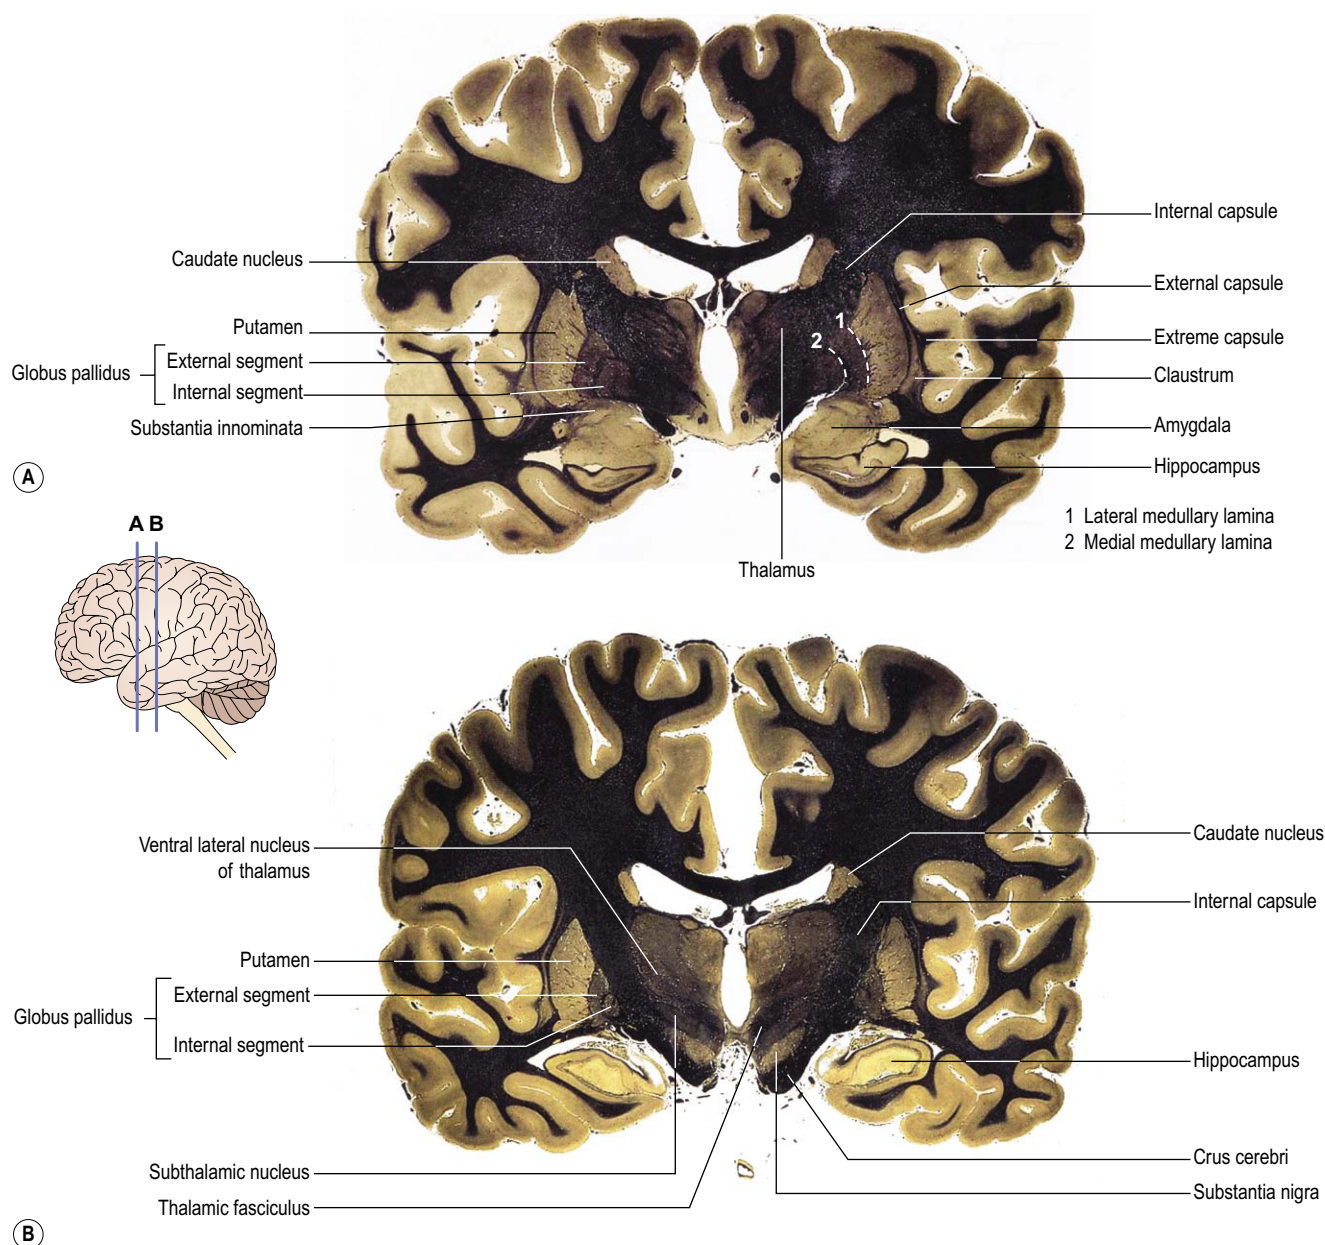 Internal capsule
Caudate nucleus
External capsule
Putamen
Extreme capsule
1
2
External segment
Globus pallidus
Internal segment
Claustrum
Substantia innominata
Amygdala
Hippocampus
A
1 Lateral medullary lamina
2 Medial medullary lamina
Thalamus
A B
Ventral lateral nucleus
of thalamus
Caudate nucleus
Internal capsule
Putamen
External segment
Globus pallidus
Internal segment
Hippocampus
Subthalamic nucleus
Crus cerebri
Thalamic fasciculus
Substantia nigra
B